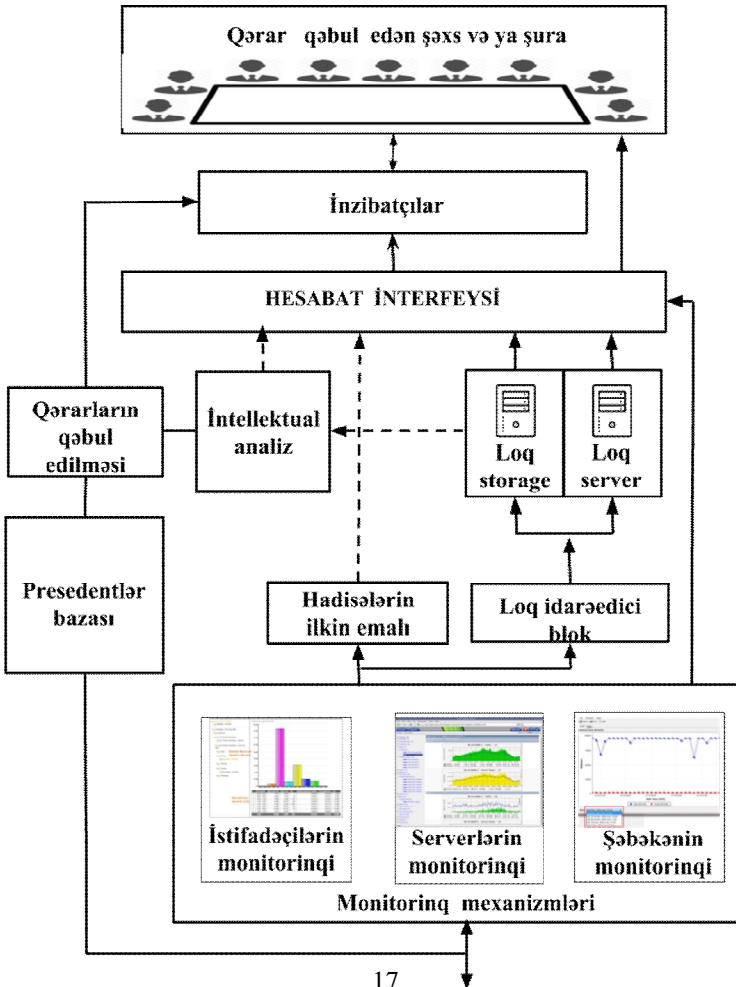 Qərar qəbul edən şəxs və ya şura
İnzibatçılar
HESABAT İNTERFEYSİ
Qərarların
qəbul
edilməsi
İntellektual
analiz
Loq
storage
Loq
server
Presedentlər
bazası
Hadisələrin
ilkin emalı
Loq idarəedici
blok
İstifadəçilərin
monitorinqi
Serverlərin
monitorinqi
Şəbəkənin
monitorinqi
Monitorinq mexanizmləri
17